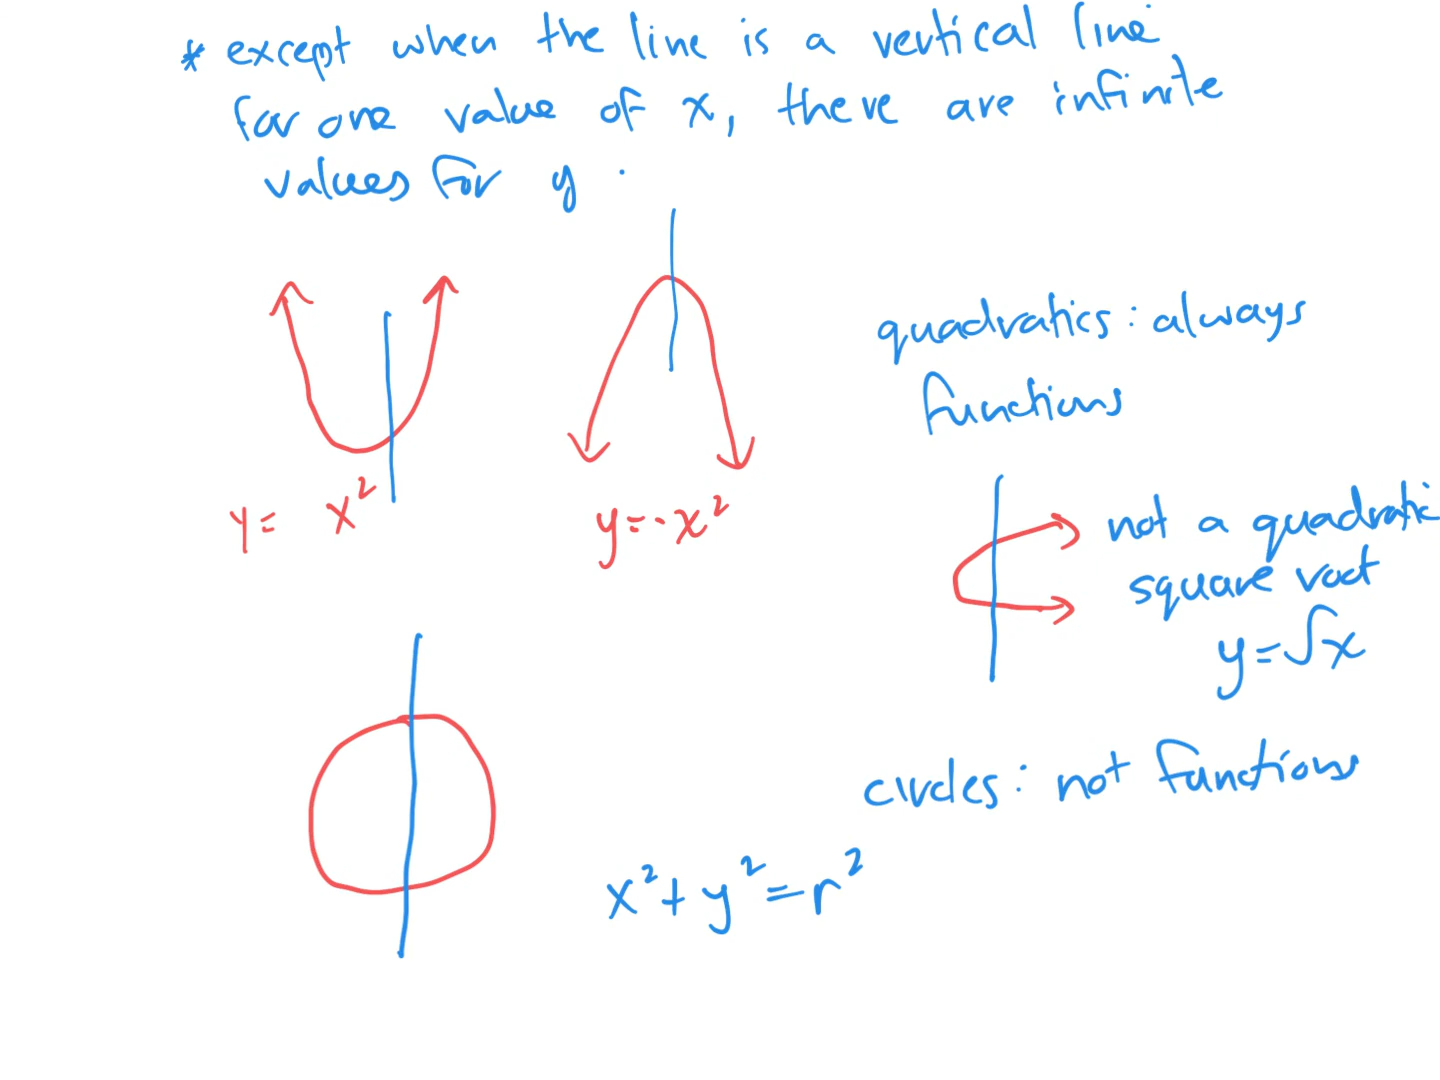 * except when the line is a vertical line
for one value of x, there are infinite
values for y .
quadratics : always
functions
y = x²
y = -x²
not a quadratic
square root
y = √x
circles : not functions
x² + y² = r²